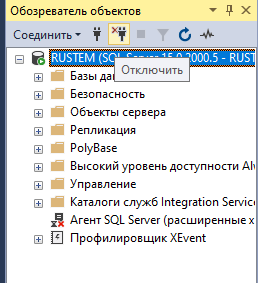 Обозреватель объектов
Соединить
RUSTEM (SQL Server 15.0.2000.5 - RUST
Отключить
Базы да
Безопасность
Объекты сервера
Репликация
PolyBase
Высокий уровень доступности Alw
Управление
Каталоги служб Integration Service
Агент SQL Server (расширенные х
Профилировщик XEvent